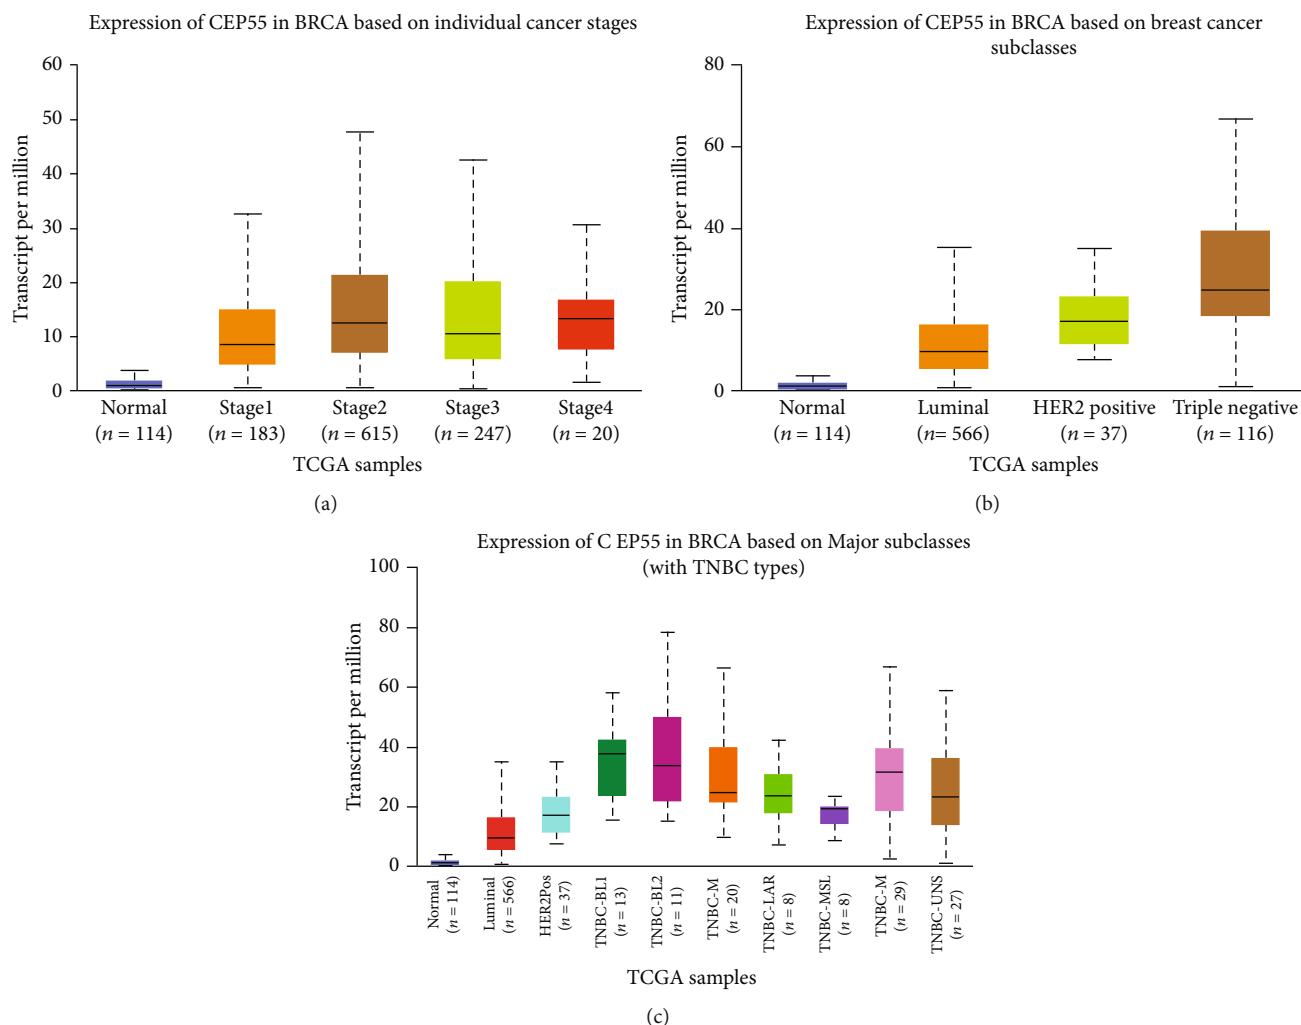 Expression of CEP55 in BRCA based on individual cancer stages
Transcript per million
60
50
40
30
20
10
0
Normal
(n = 114)
Stage1
(n = 183)
Stage2
(n = 615)
Stage3
(n = 247)
Stage4
(n = 20)
TCGA samples
(a)
Expression of CEP55 in BRCA based on breast cancer
subclasses
Transcript per million
80
60
40
20
0
Normal
(n = 114)
Luminal
(n= 566)
HER2 positive
(n = 37)
Triple negative
(n = 116)
TCGA samples
(b)
Expression of C EP55 in BRCA based on Major subclasses
(with TNBC types)
Transcript per million
100
80
60
40
20
0
Normal
(n = 114)
Luminal
(n = 566)
HER2Pos
(n = 37)
TNBC-BL1
(n = 13)
TNBC-BL2
(n = 11)
TNBC-M
(n = 20)
TNBC-LAR
(n = 8)
TNBC-MSL
(n = 8)
TNBC-M
(n = 29)
TNBC-UNS
(n = 27)
TCGA samples
(c)